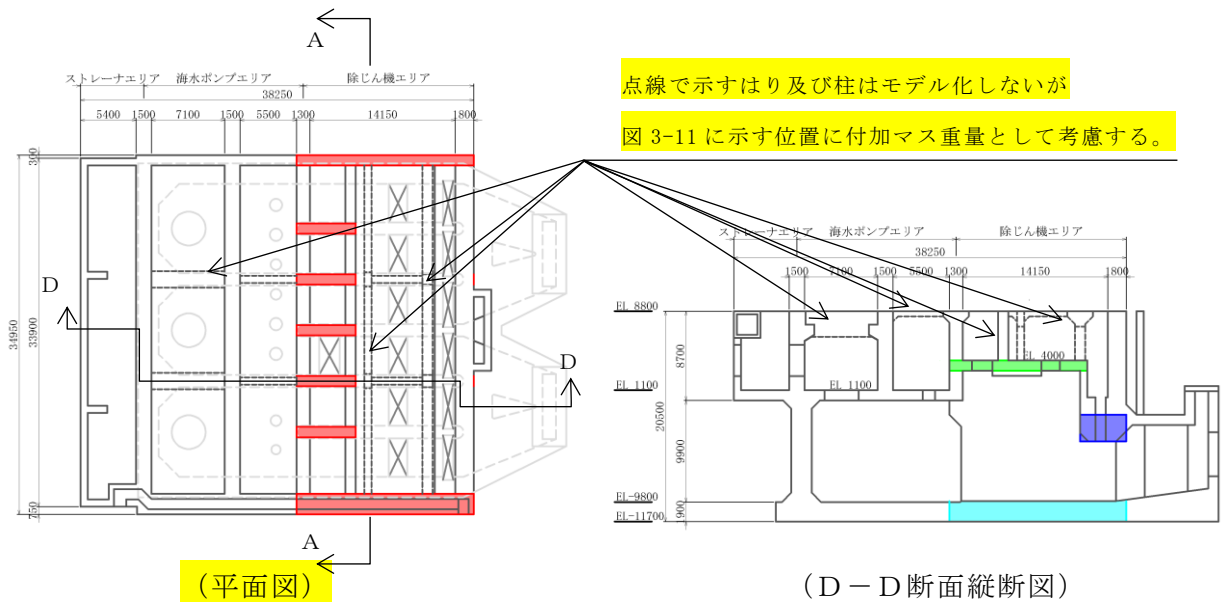 A
ストレーナエリア 海水ポンプエリア 除じん機エリア
38250
5400 1500 7100 1500 5500 1300 14150 1800
300
34950
33900
750
D
D
A
(平面図)
点線で示すはり及び柱はモデル化しないが
図 3-11 に示す位置に付加マス重量として考慮する。
ストレーナエリア 海水ポンプエリア 除じん機エリア
38250
1500 7100 1500 5500 1300 14150 1800
EL 8800
8700
EL 4000
EL 1100
EL 1100
20500
9900
EL-9800
EL-11700
1900
(D-D断面縦断図)